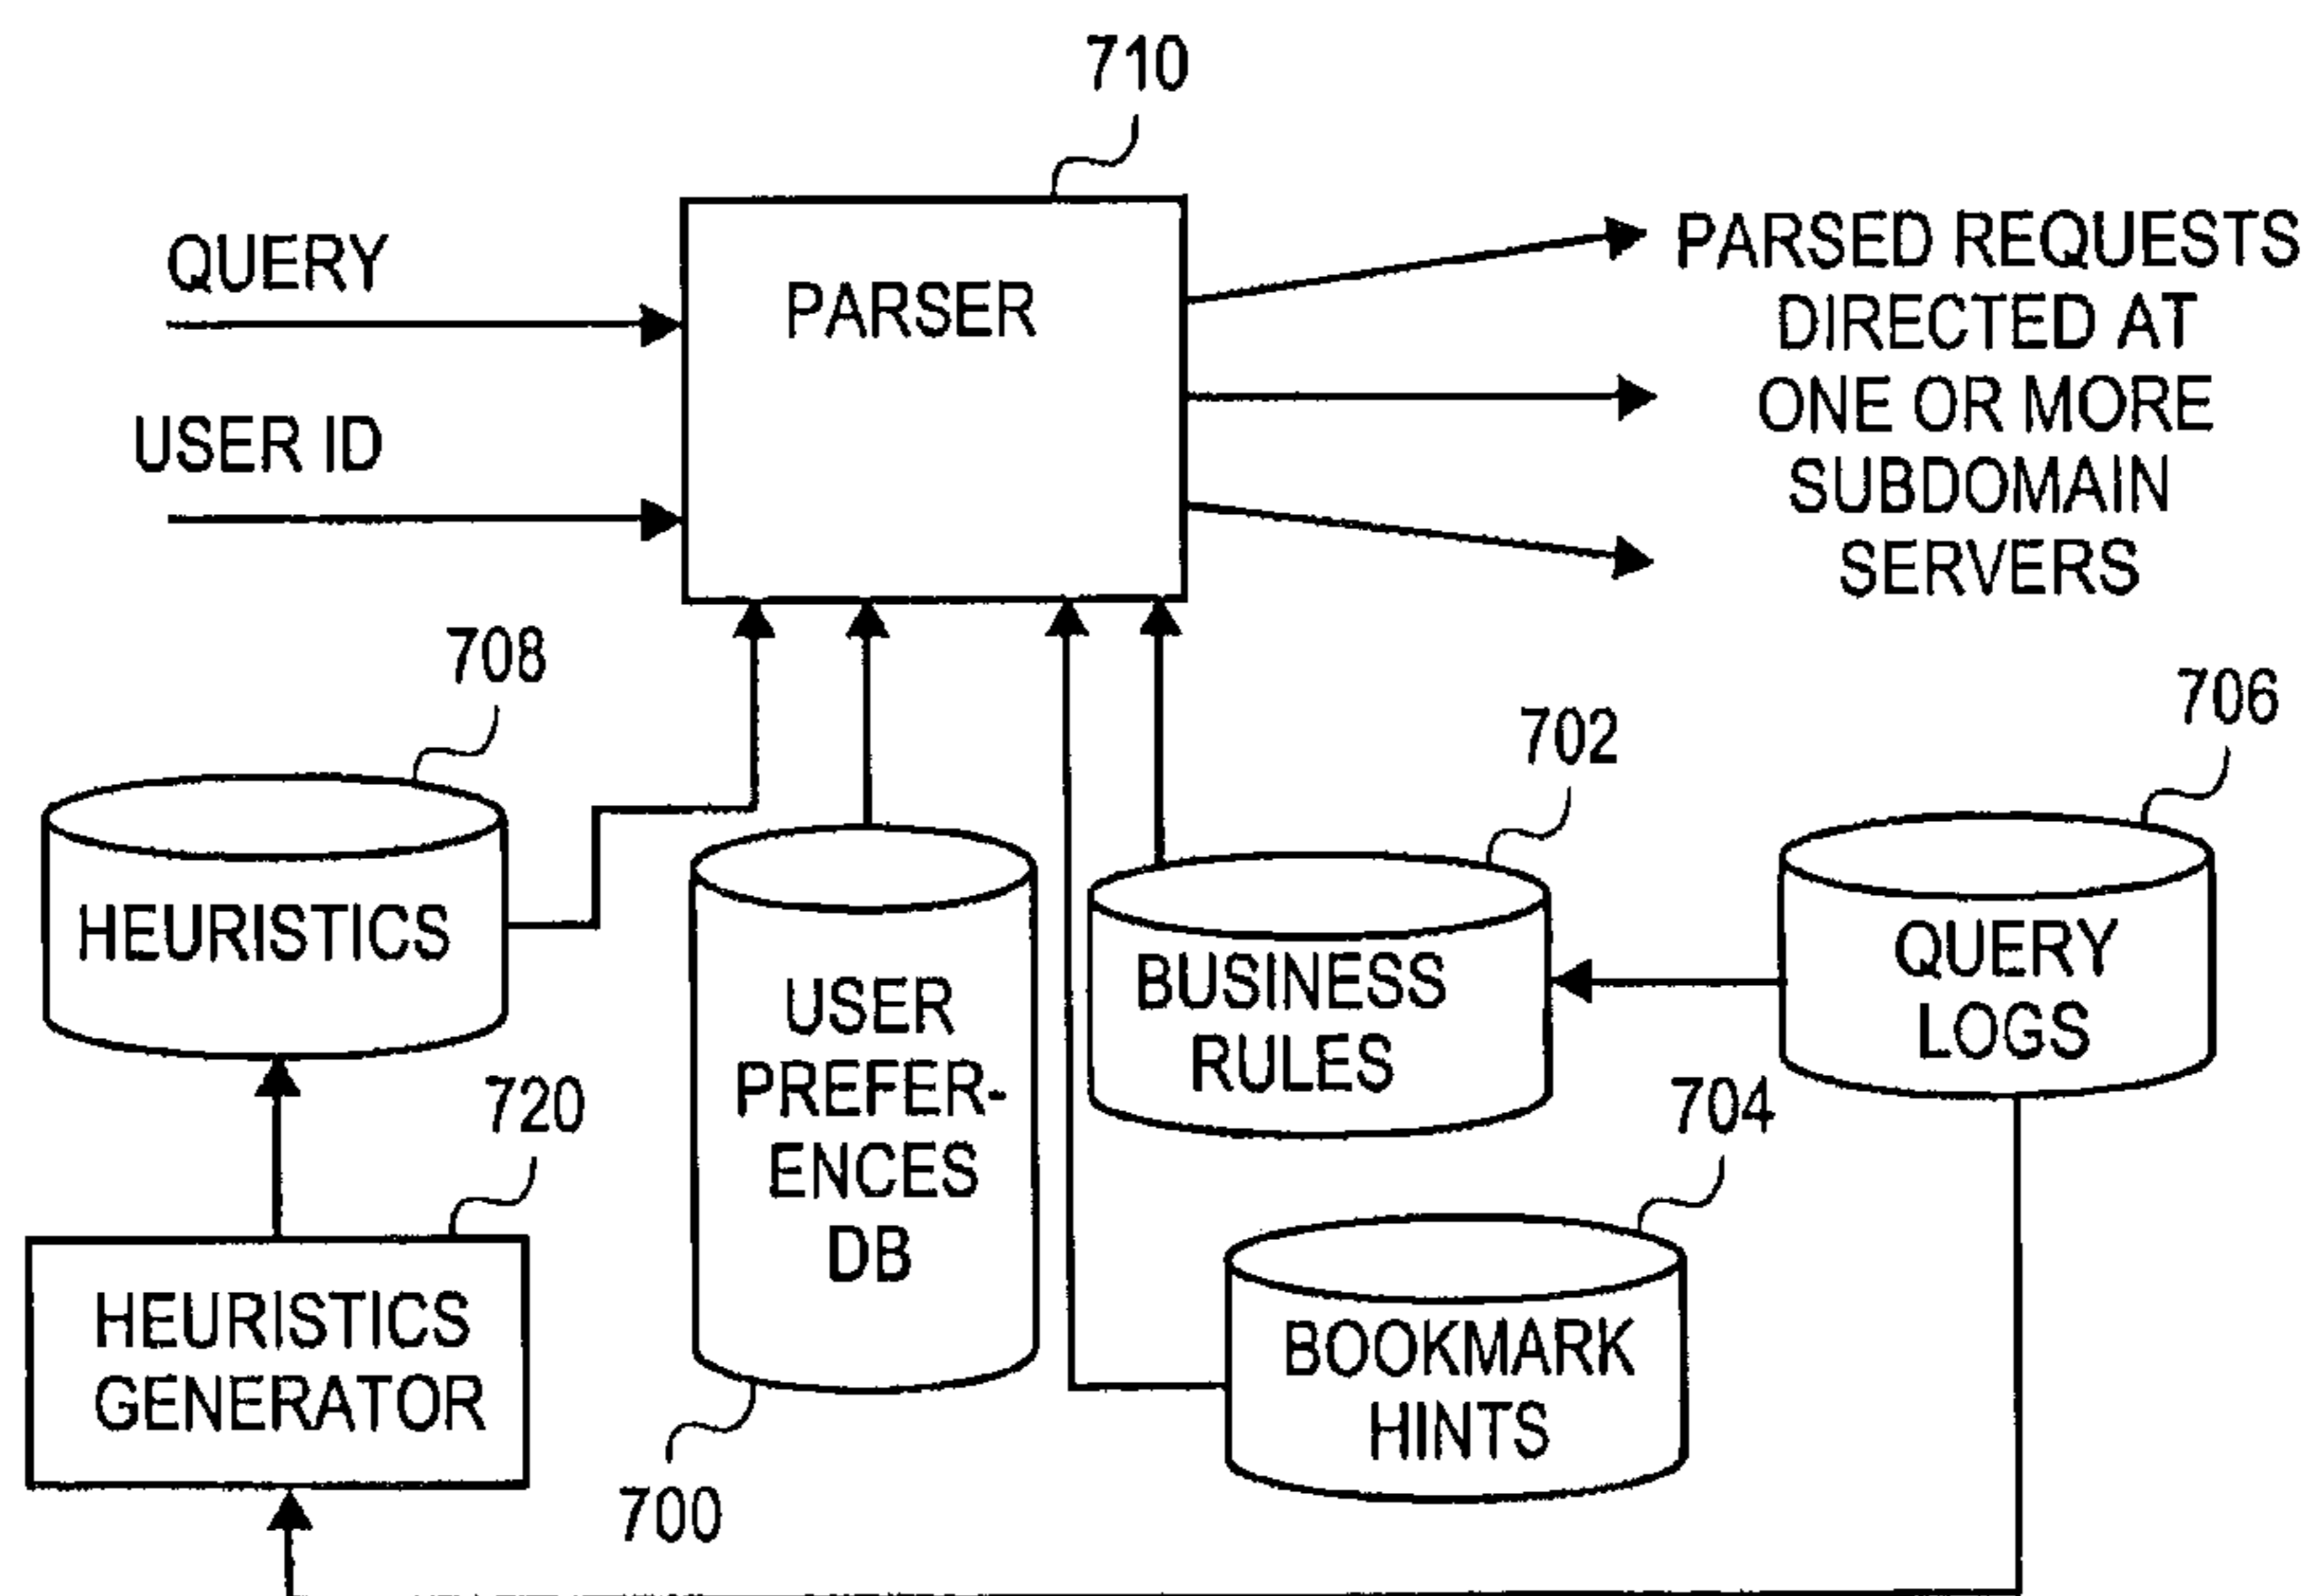 710
QUERY
PARSER
PARSED REQUESTS
DIRECTED AT
ONE OR MORE
SUBDOMAIN
SERVERS
USER ID
708
702
706
HEURISTICS
USER
PREFER-
ENCES
DB
BUSINESS
RULES
QUERY
LOGS
720
704
HEURISTICS
GENERATOR
BOOKMARK
HINTS
700